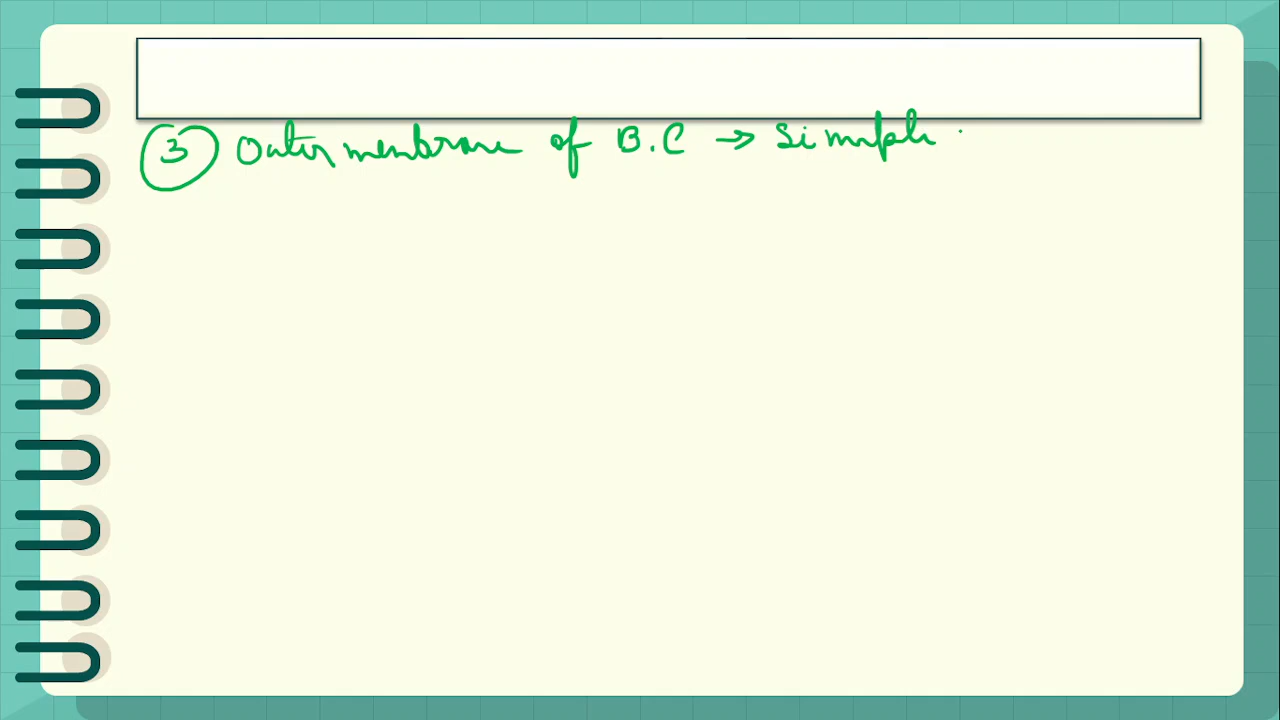 ③ Outer membrane of B.C → Simple